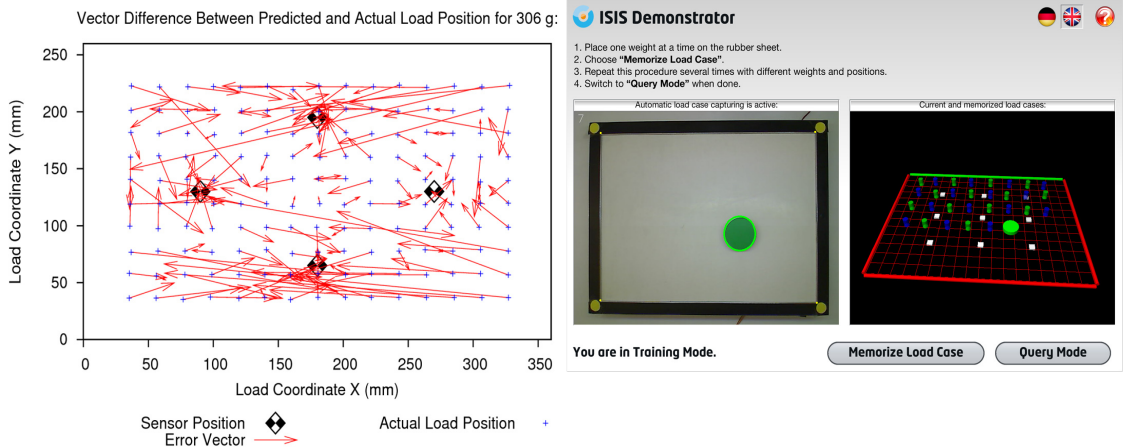 Vector Difference Between Predicted and Actual Load Position for 306 g:
250
200
150
100
50
0
0 50 100 150 200 250 300 350
Load Coordinate Y (mm)
Load Coordinate X (mm)
Sensor Position
Error Vector
Actual Load Position
ISIS Demonstrator
?
1. Place one weight at a time on the rubber sheet.
2. Choose “Memorize Load Case”.
3. Repeat this procedure several times with different weights and positions.
4. Switch to “Query Mode” when done.
Automatic load case capturing is active:
7
Current and memorized load cases:
You are in Training Mode.
Memorize Load Case
Query Mode